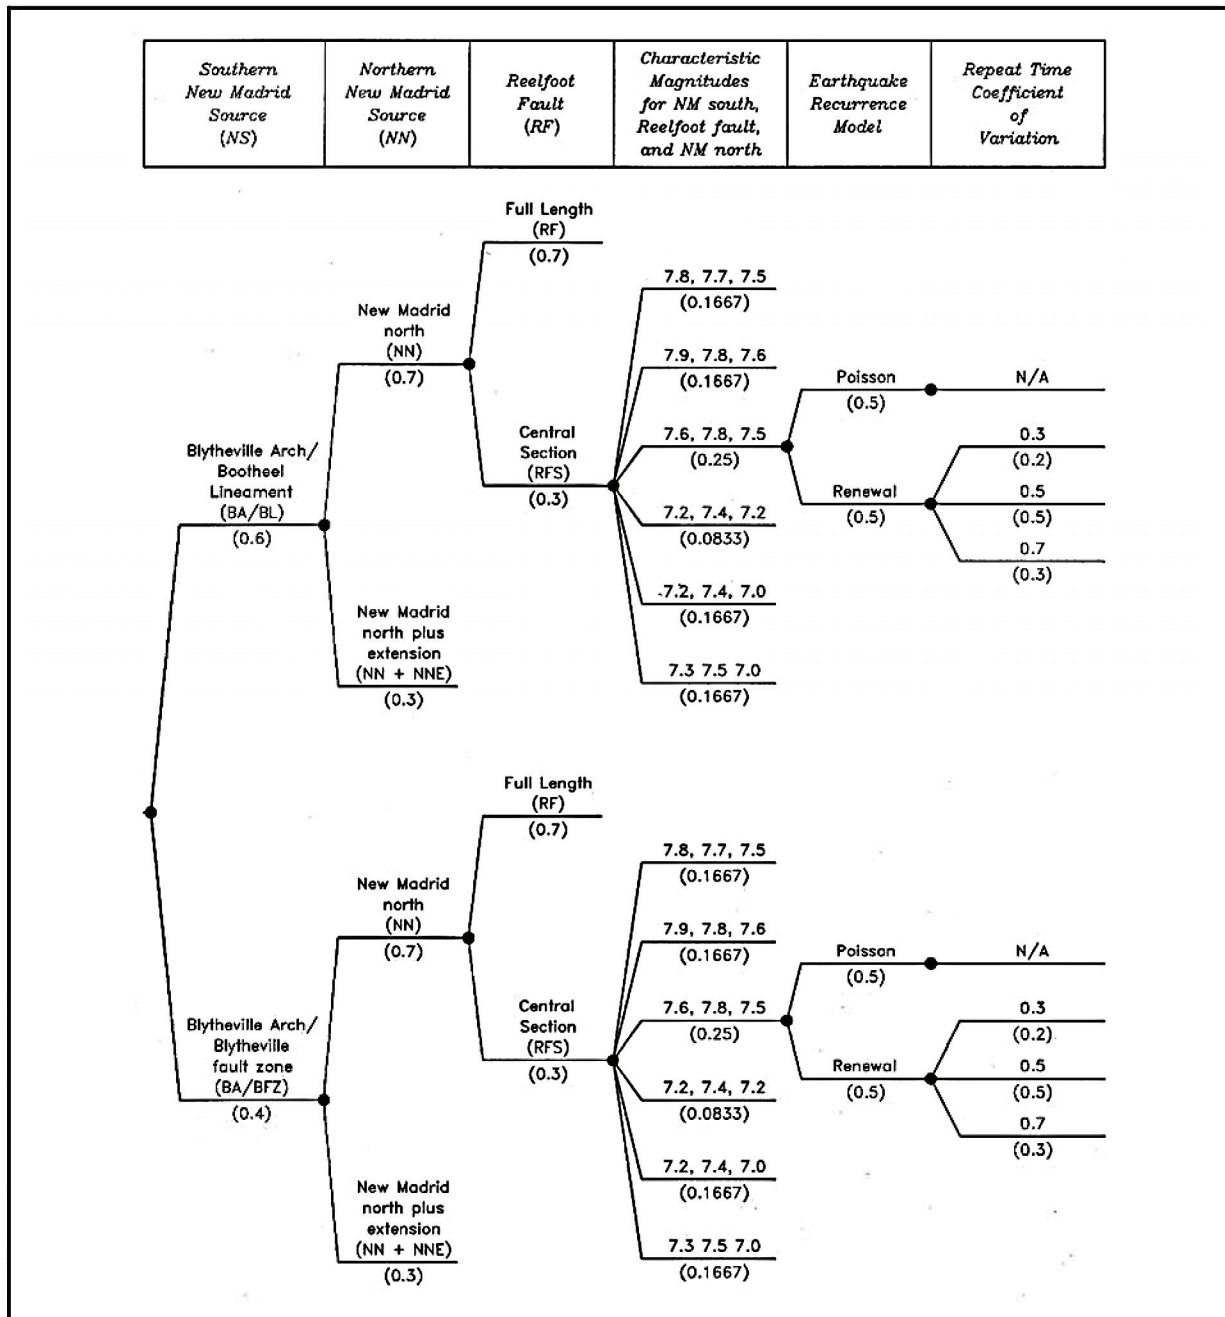 Southern
New Madrid
Source
(NS)
Northern
New Madrid
Source
(NN)
Reelfoot
Fault
(RF)
Characteristic
Magnitudes
for NM south,
Reelfoot fault,
and NM north
Earthquake
Recurrence
Model
Repeat Time
Coefficient
of
Variation
Blytheville Arch/
Bootheel
Lineament
(BA/BL)
(0.6)
New Madrid
north
(NN)
(0.7)
New Madrid
north plus
extension
(NN + NNE)
(0.3)
Full Length
(RF)
(0.7)
Central
Section
(RFS)
(0.3)
7.8, 7.7, 7.5
(0.1667)
7.9, 7.8, 7.6
(0.1667)
7.6, 7.8, 7.5
(0.25)
7.2, 7.4, 7.2
(0.0833)
7.2, 7.4, 7.0
(0.1667)
7.3 7.5 7.0
(0.1667)
Poisson
(0.5)
Renewal
(0.5)
N/A
0.3
(0.2)
0.5
(0.5)
0.7
(0.3)
Blytheville Arch/
Blytheville
fault zone
(BA/BFZ)
(0.4)
New Madrid
north
(NN)
(0.7)
New Madrid
north plus
extension
(NN + NNE)
(0.3)
Full Length
(RF)
(0.7)
Central
Section
(RFS)
(0.3)
7.8, 7.7, 7.5
(0.1667)
7.9, 7.8, 7.6
(0.1667)
7.6, 7.8, 7.5
(0.25)
7.2, 7.4, 7.2
(0.0833)
7.2, 7.4, 7.0
(0.1667)
7.3 7.5 7.0
(0.1667)
Poisson
(0.5)
Renewal
(0.5)
N/A
0.3
(0.2)
0.5
(0.5)
0.7
(0.3)